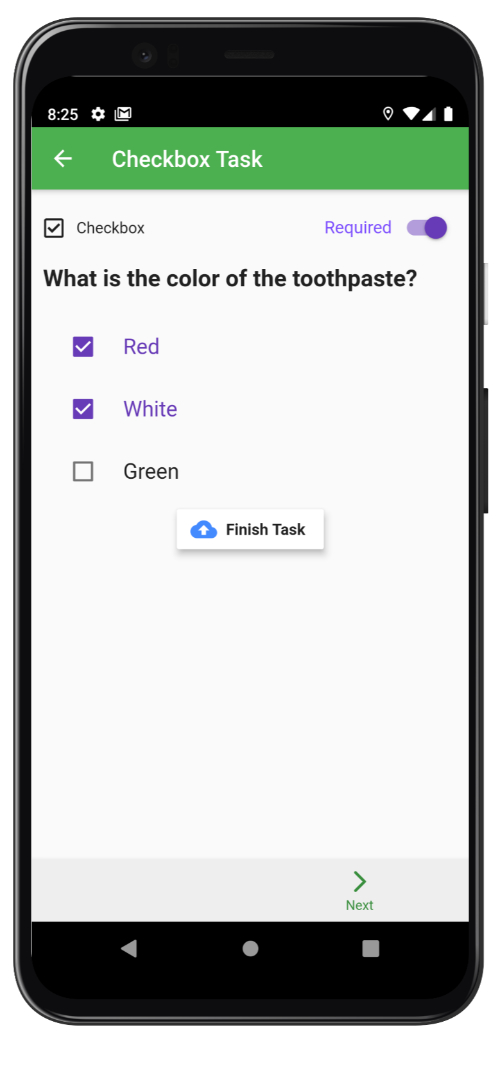 8:25
Checkbox Task
Checkbox Required
What is the color of the toothpaste?
Red
White
Green
Finish Task
Next